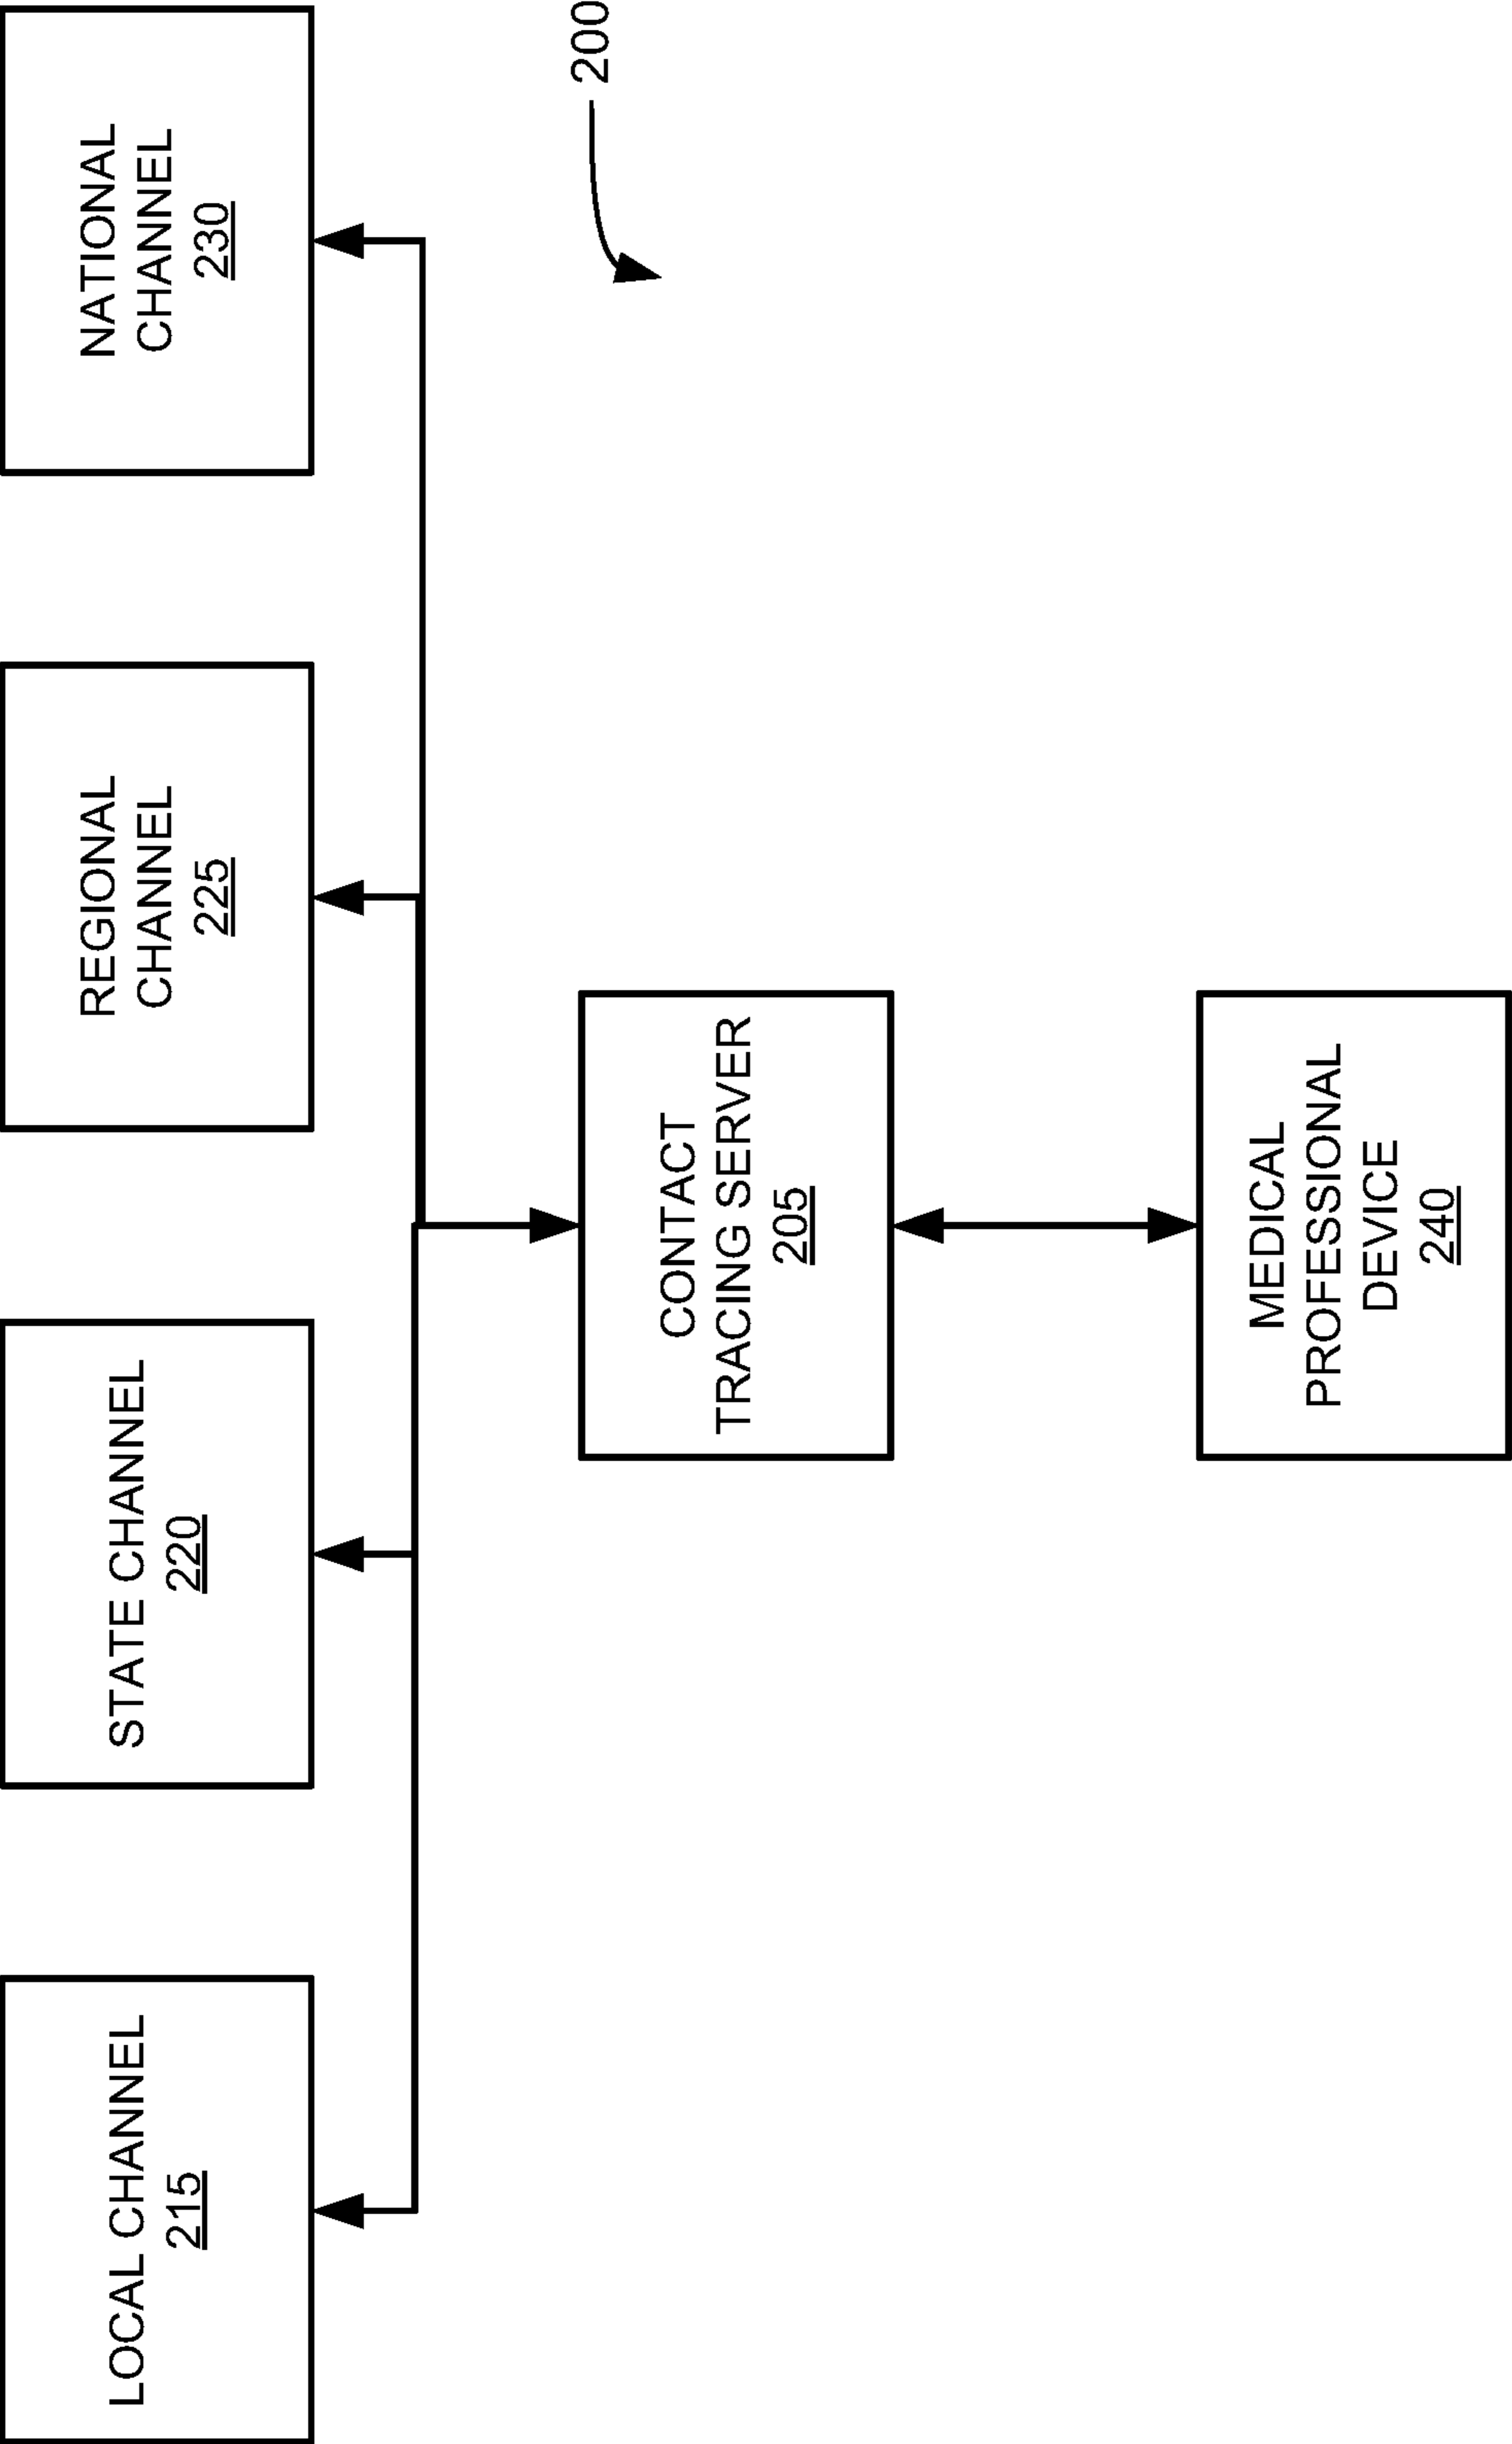 LOCAL CHANNEL
215
STATE CHANNEL
220
REGIONAL
CHANNEL
225
NATIONAL
CHANNEL
230
200
CONTACT
TRACING SERVER
205
MEDICAL
PROFESSIONAL
DEVICE
240